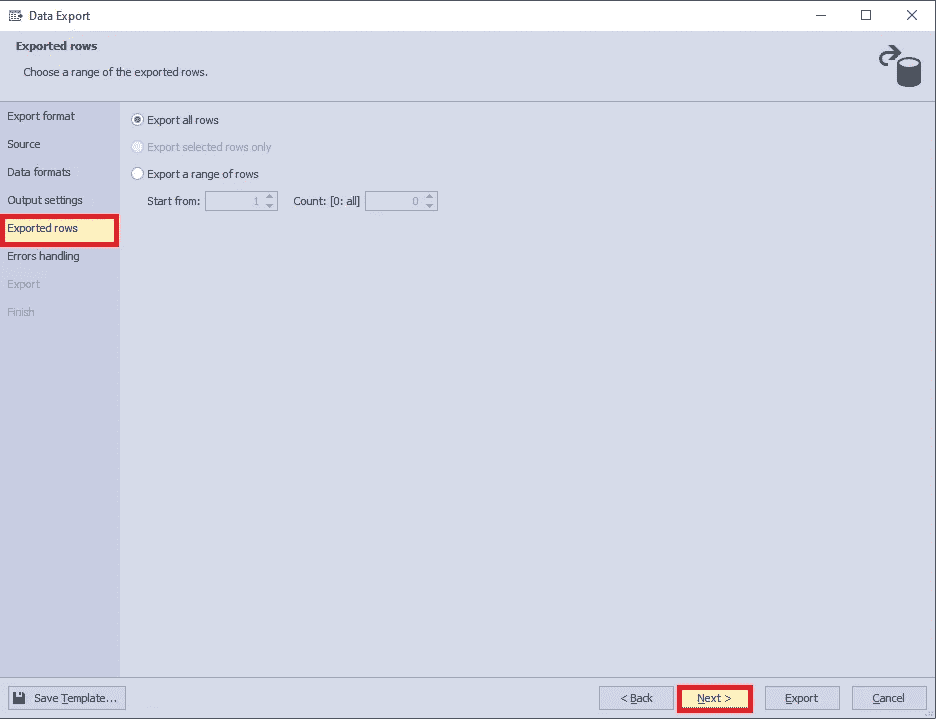 Data Export
Exported rows
Choose a range of the exported rows.
Export format
Source
Data formats
Output settings
Exported rows
Errors handling
Export
Finish
Export all rows
Export selected rows only
Export a range of rows
Start from: 1 Count: [0: all] 0
Save Template... < Back Next > Export Cancel